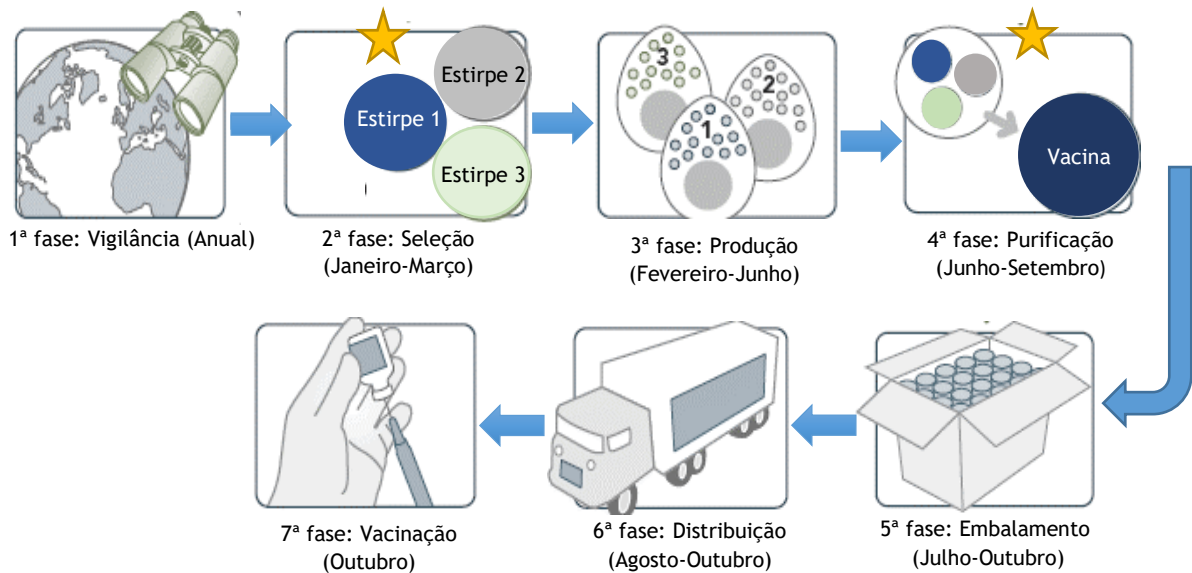 Estirpe 1
Estirpe 2
Estirpe 3
3
2
1
Vacina
1ª fase: Vigilância (Anual)
2ª fase: Seleção
(Janeiro-Março)
3ª fase: Produção
(Fevereiro-Junho)
4ª fase: Purificação
(Junho-Setembro)
7ª fase: Vacinação
(Outubro)
6ª fase: Distribuição
(Agosto-Outubro)
5ª fase: Embalamento
(Julho-Outubro)